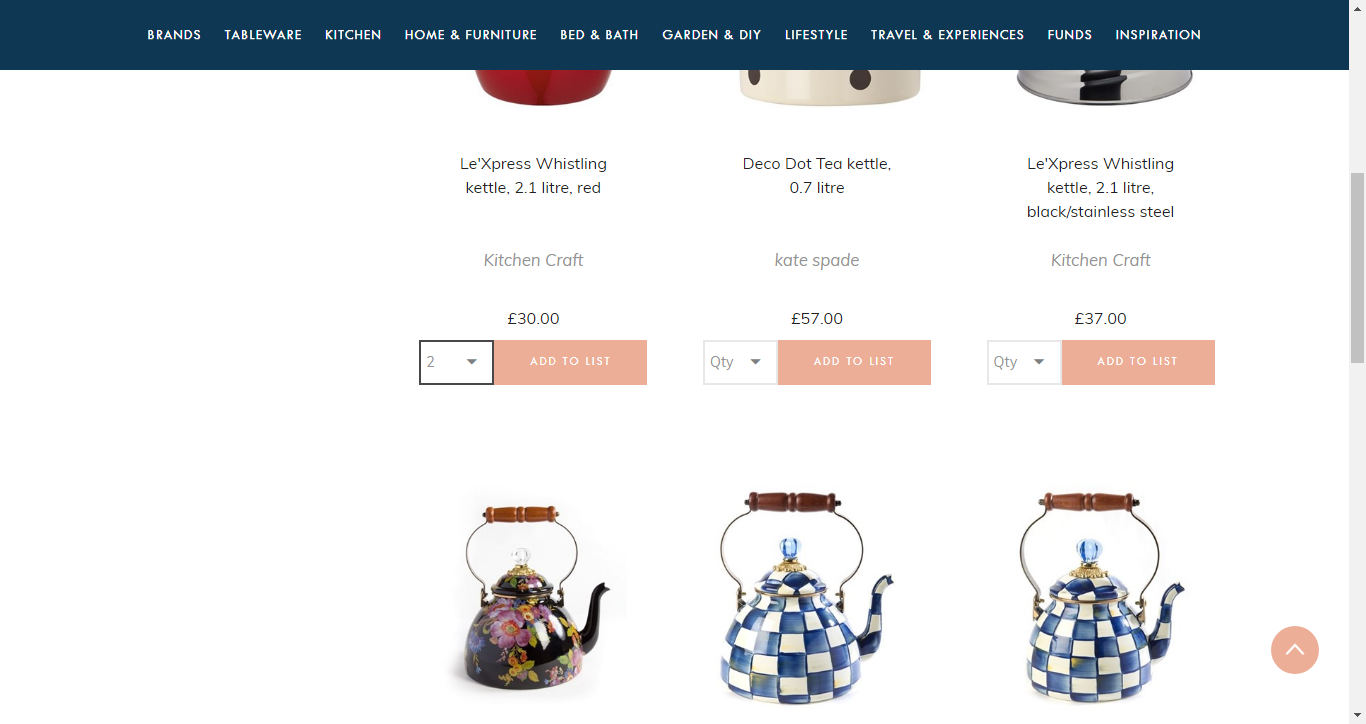 BRANDS TABLEWARE KITCHEN HOME & FURNITURE BED & BATH GARDEN & DIY LIFESTYLE TRAVEL & EXPERIENCES FUNDS INSPIRATION
Le'Xpress Whistling
kettle, 2.1 litre, red
Kitchen Craft
£30.00
2 ADD TO LIST
Deco Dot Tea kettle,
0.7 litre
kate spade
£57.00
Qty ADD TO LIST
Le'Xpress Whistling
kettle, 2.1 litre,
black/stainless steel
Kitchen Craft
£37.00
Qty ADD TO LIST